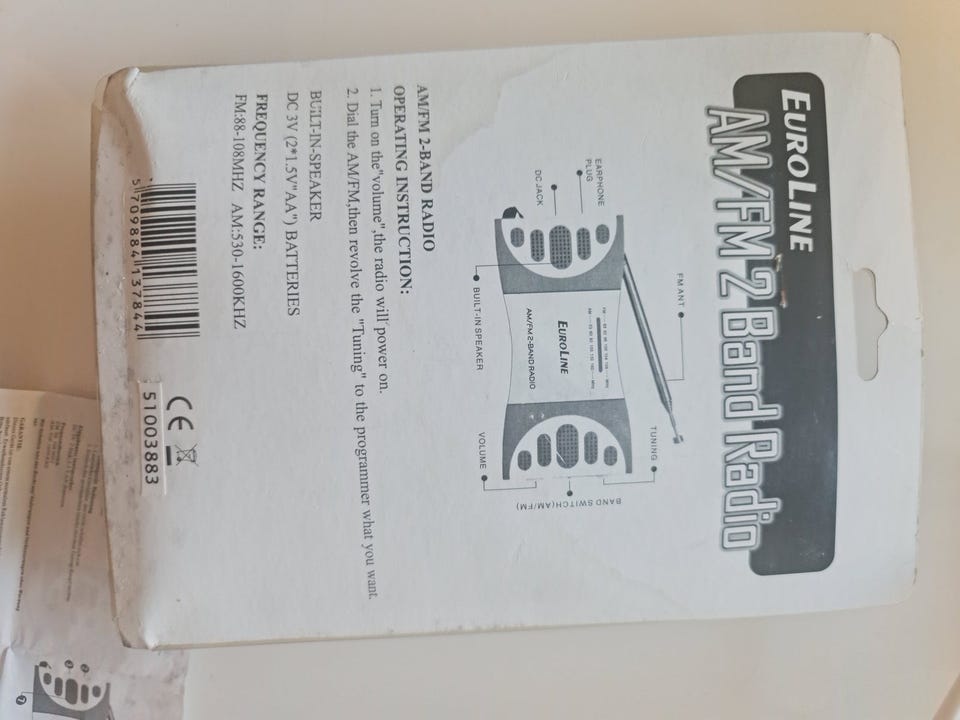 EUROLINE
AM/FM 2 Band Radio
FM ANT
EARPHONE
PLUG
DC JACK
TUNING
BAND SWITCH(AM/FM)
VOLUME
BUILT-IN SPEAKER
EUROLINE
AM/FM 2-BAND RADIO
AM/FM 2-BAND RADIO
OPERATING INSTRUCTION:
1. Turn on the"volume",the radio will power on.
2. Dial the AM/FM,then revolve the "Tuning" to the programmer what you want.
BUILT-IN-SPEAKER
DC 3V (2*1.5V"AA") BATTERIES
FREQUENCY RANGE:
FM:88-108MHZ AM:530-1600KHZ
5 709884 137844
CE
51003883
GARANTIE